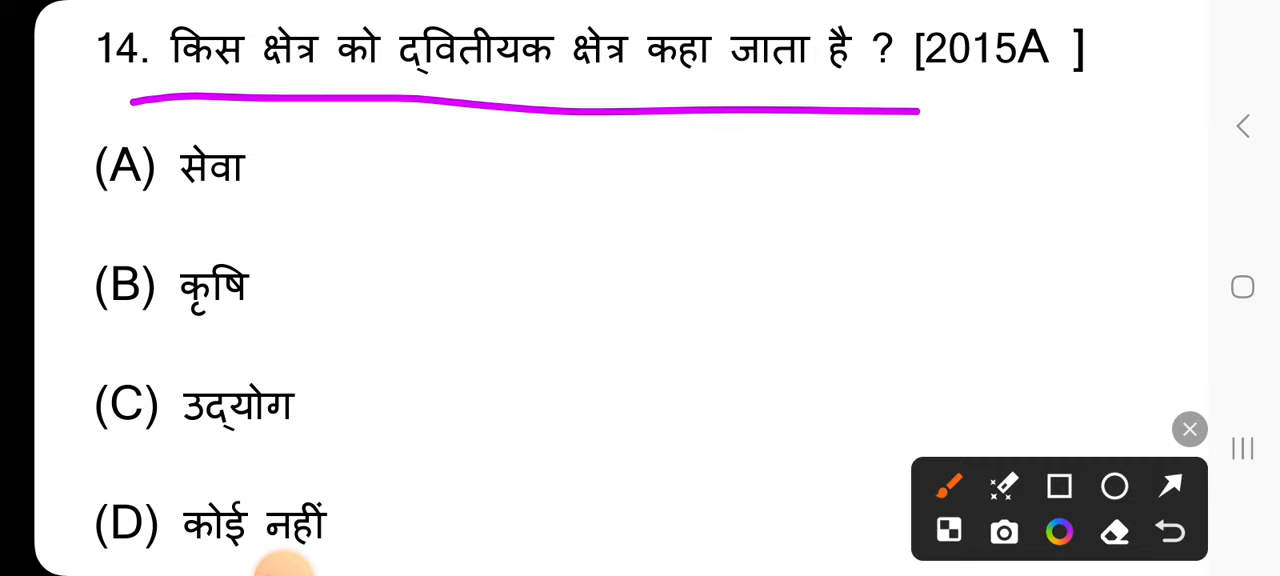 14. किस क्षेत्र को द्‌वितीयक क्षेत्र कहा जाता है ? [2015A ]
(A) सेवा
(B) कृषि
(C) उद्‌योग
(D) कोई नहीं